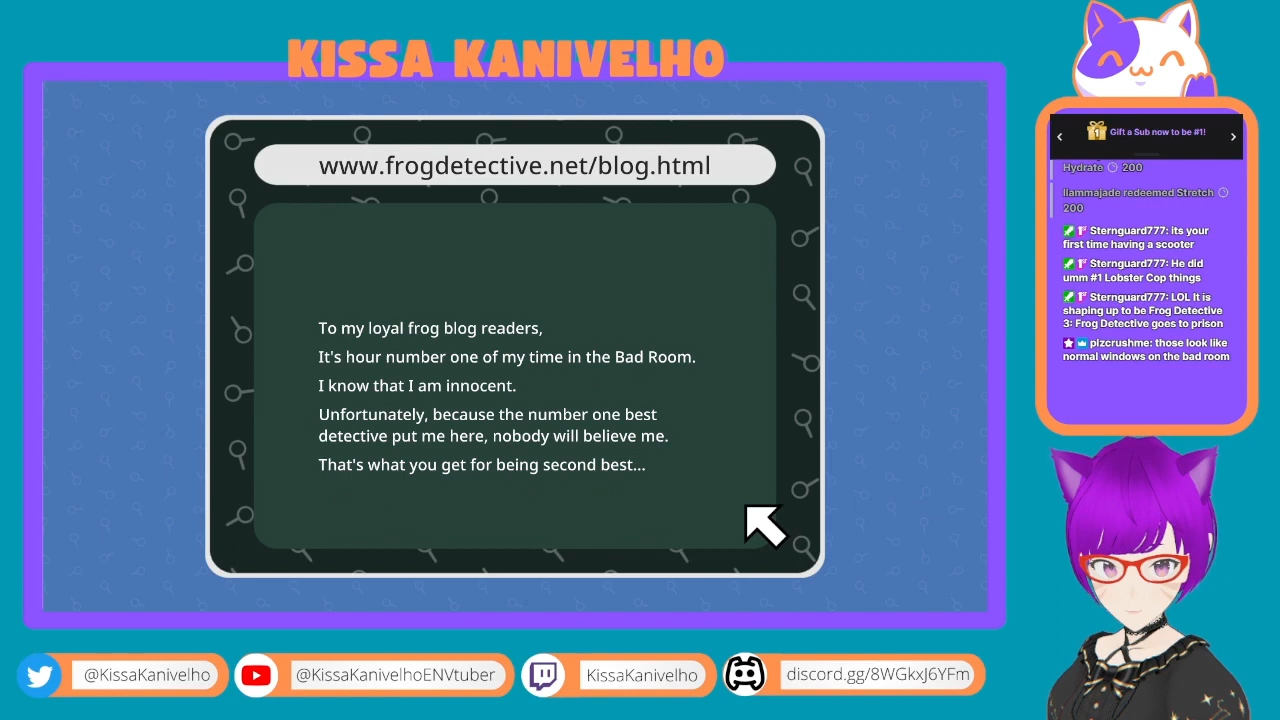 KISSA KANIVELHO
www.frogdetective.net/blog.html
To my loyal frog blog readers,
It's hour number one of my time in the Bad Room.
I know that I am innocent.
Unfortunately, because the number one best
detective put me here, nobody will believe me.
That's what you get for being second best...
1 Gift a Sub now to be #1!
Hydrate 200
llammajade redeemed Stretch
200
Sternguard777: its your
first time having a scooter
Sternguard777: He did
umm #1 Lobster Cop things
Sternguard777: LOL It is
shaping up to be Frog Detective
3: Frog Detective goes to prison
plzcrushme: those look like
normal windows on the bad room
@KissaKanivelho
@KissaKanivelhoENVtuber
KissaKanivelho
discord.gg/8WGkxJ6YFm